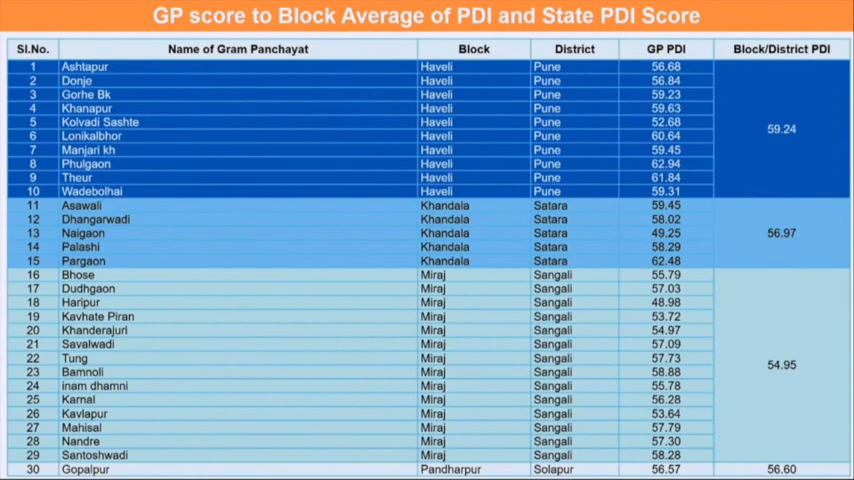 GP score to Block Average of PDI and State PDI Score
Sl.No. Name of Gram Panchayat Block District GP PDI Block/District PDI
1 Ashtapur Haveli Pune 56.68
2 Donje Haveli Pune 56.84
3 Gorhe Bk Haveli Pune 59.23
4 Khanapur Haveli Pune 59.63
5 Kolvadi Sashte Haveli Pune 52.68
59.24
6 Lonikalbhor Haveli Pune 60.64
7 Manjari kh Haveli Pune 59.45
8 Phulgaon Haveli Pune 62.94
9 Theur Haveli Pune 61.84
10 Wadebolhai Haveli Pune 59.31
11 Asawali Khandala Satara 59.45
12 Dhangarwadi Khandala Satara 58.02
13 Naigaon Khandala Satara 49.25 56.97
14 Palashi Khandala Satara 58.29
15 Pargaon Khandala Satara 62.48
16 Bhose Miraj Sangali 55.79
17 Dudhgaon Miraj Sangali 57.03
18 Haripur Miraj Sangali 48.98
19 Kavhate Piran Miraj Sangali 53.72
20 Khanderajuri Miraj Sangali 54.97
21 Savalwadi Miraj Sangali 57.09
22 Tung Miraj Sangali 57.73
54.95
23 Bamnoli Miraj Sangali 58.88
24 inam dhamni Miraj Sangali 55.78
25 Karnal Miraj Sangali 56.28
26 Kavlapur Miraj Sangali 53.64
27 Mahisal Miraj Sangali 57.79
28 Nandre Miraj Sangali 57.30
29 Santoshwadi Miraj Sangali 58.28
30 Gopalpur Pandharpur Solapur 56.57 56.60